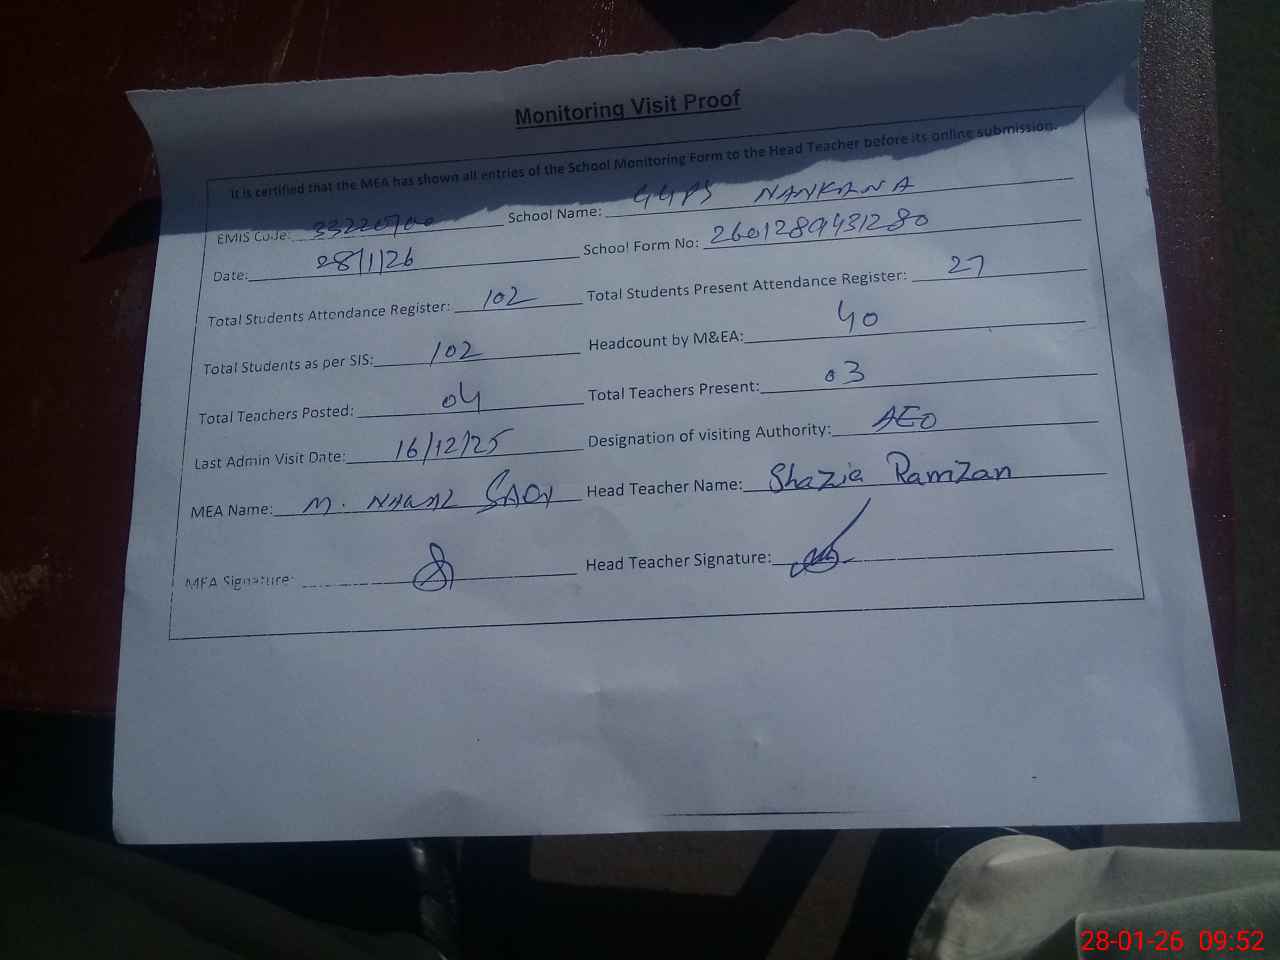 Monitoring Visit Proof
It is certified that the MEA has shown all entries of the School Monitoring Form to the Head Teacher before its online submission.
EMIS Code: School Name: GGPS NANKANA
Date: 28/1/26 School Form No: 2601289431280
Total Students Attendance Register: 102 Total Students Present Attendance Register: 27
Total Students as per SIS: 102 Headcount by M&EA: 40
Total Teachers Posted: 04 Total Teachers Present: 03
Last Admin Visit Date: 16/12/25 Designation of visiting Authority: AEO
MEA Name: M. Head Teacher Name: Shazia Ramzan
MEA Signature: Head Teacher Signature:
28-01-26 09:52